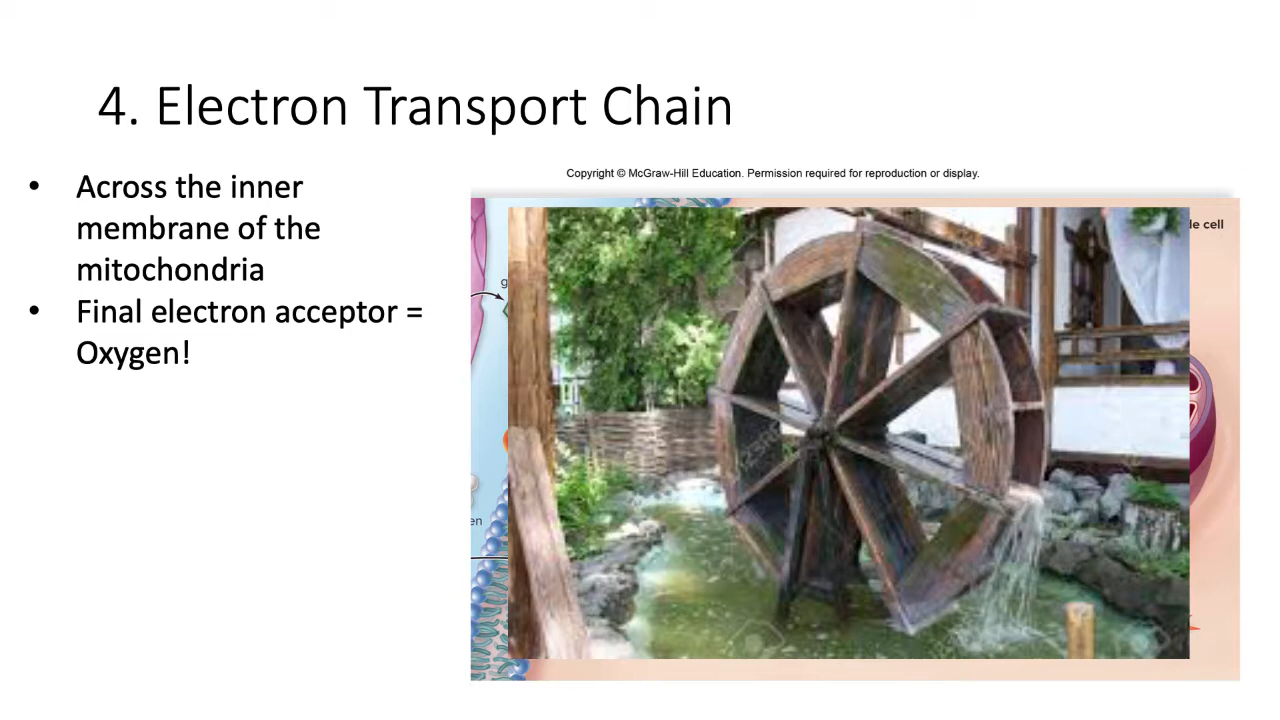 4. Electron Transport Chain
• Across the inner
membrane of the
mitochondria
• Final electron acceptor =
Oxygen!
Copyright © McGraw-Hill Education. Permission required for reproduction or display.
cell